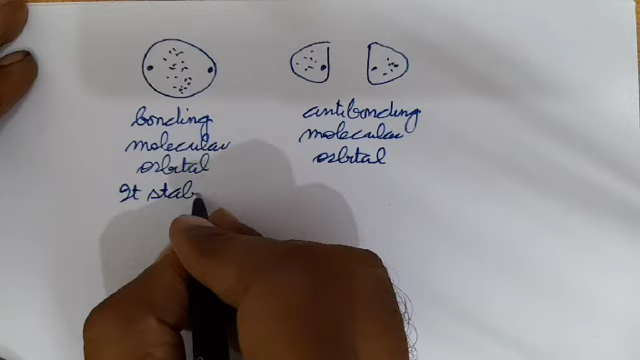 bonding
molecular
orbital
It stab
antibonding
molecular
orbital